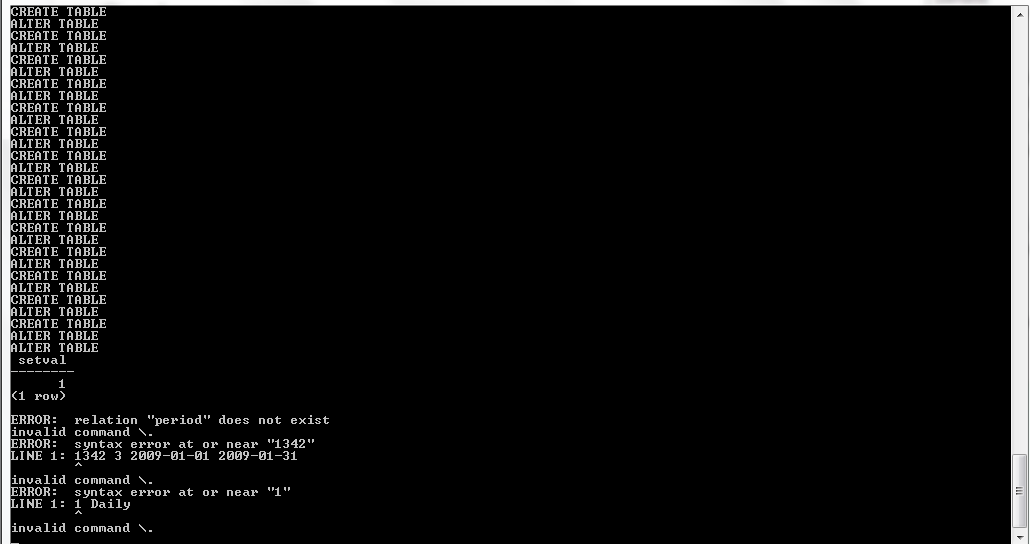 CREATE TABLE
ALTER TABLE
CREATE TABLE
ALTER TABLE
CREATE TABLE
ALTER TABLE
CREATE TABLE
ALTER TABLE
CREATE TABLE
ALTER TABLE
CREATE TABLE
ALTER TABLE
CREATE TABLE
ALTER TABLE
CREATE TABLE
ALTER TABLE
CREATE TABLE
ALTER TABLE
CREATE TABLE
ALTER TABLE
CREATE TABLE
ALTER TABLE
CREATE TABLE
ALTER TABLE
CREATE TABLE
ALTER TABLE
CREATE TABLE
ALTER TABLE
ALTER TABLE
 setval
--------
      1
(1 row)

ERROR:  relation "period" does not exist
invalid command \.
ERROR:  syntax error at or near "1342"
LINE 1: 1342 3 2009-01-01 2009-01-31
        ^
invalid command \.
ERROR:  syntax error at or near "1"
LINE 1: 1 Daily
        ^
invalid command \.